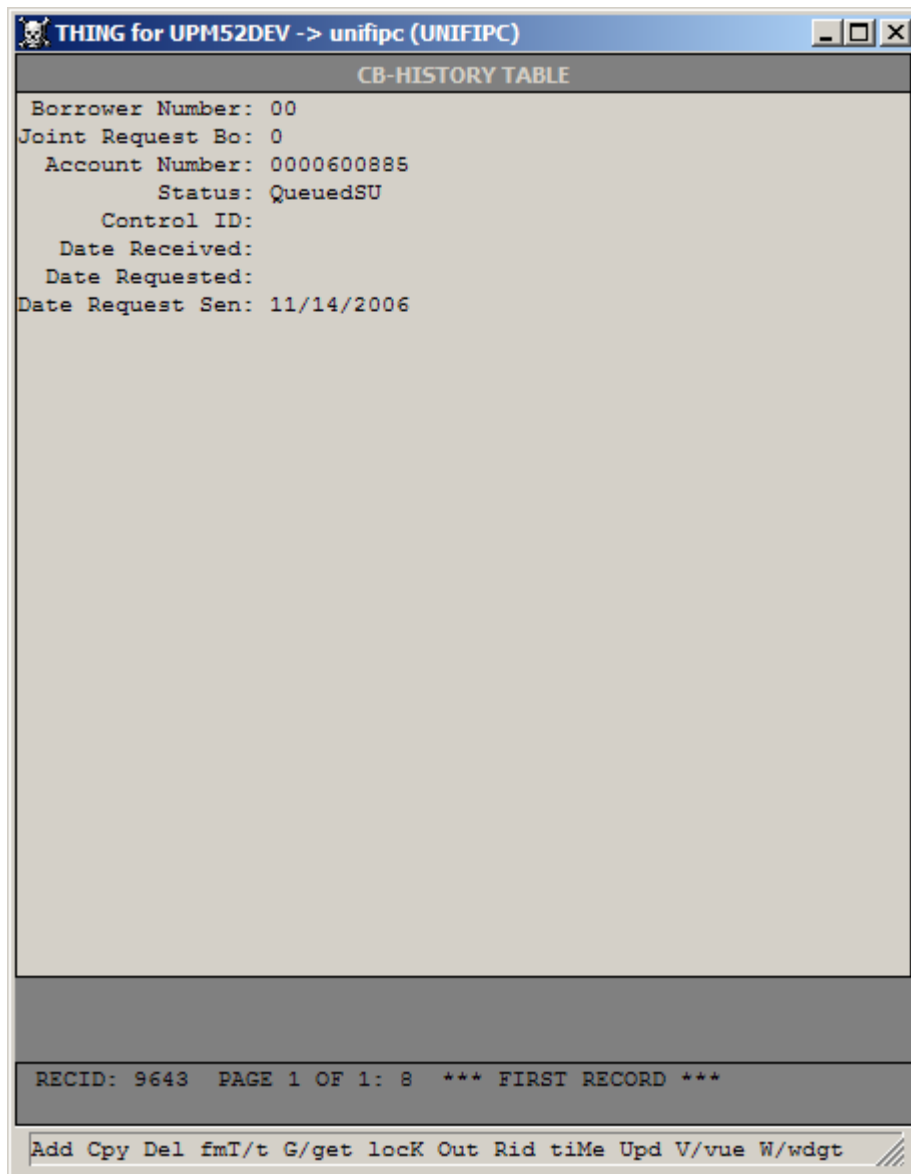 THING for UPM52DEV -> unifipc (UNIFIPC)
CB-HISTORY TABLE
Borrower Number: 00
Joint Request Bo: 0
Account Number: 0000600885
Status: QueuedSU
Control ID:
Date Received:
Date Requested:
Date Request Sen: 11/14/2006
RECID: 9643 PAGE 1 OF 1: 8 *** FIRST RECORD ***
Add Cpy Del fmT/t G/get locK Out Rid tiMe Upd V/vue W/wdgt